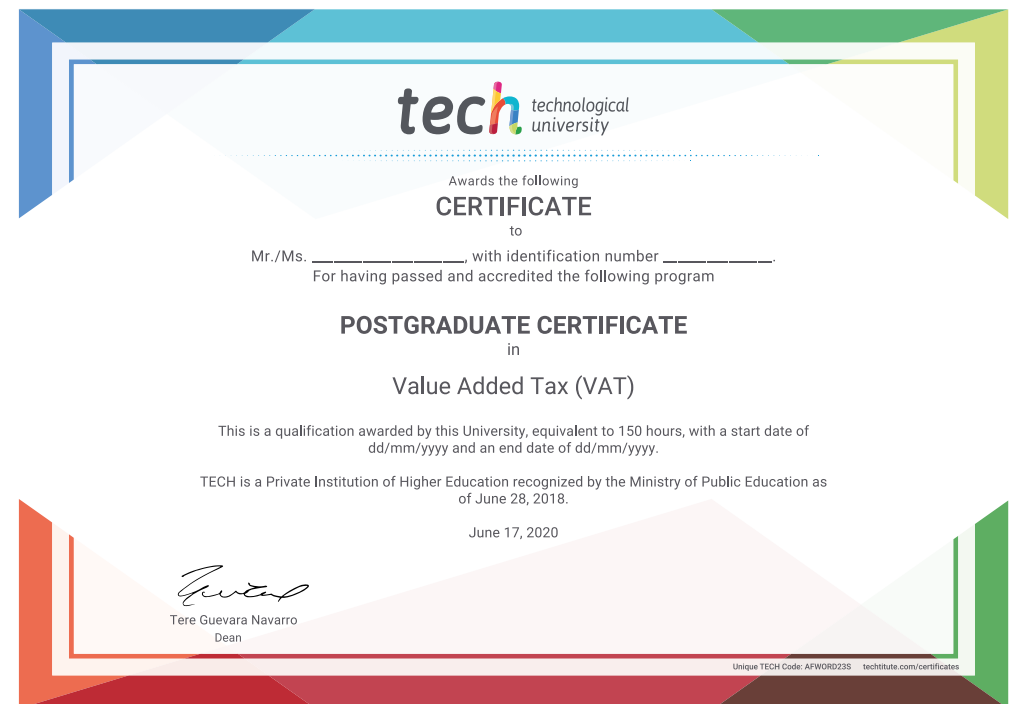 tech technological
university
Awards the following
CERTIFICATE
to
Mr./Ms. ____________________, with identification number ______________.
For having passed and accredited the following program
POSTGRADUATE CERTIFICATE
in
Value Added Tax (VAT)
This is a qualification awarded by this University, equivalent to 150 hours, with a start date of
dd/mm/yyyy and an end date of dd/mm/yyyy.
TECH is a Private Institution of Higher Education recognized by the Ministry of Public Education as
of June 28, 2018.
June 17, 2020
Tere Guevara Navarro
Dean
Unique TECH Code: AFWORD23S techtitute.com/certificates